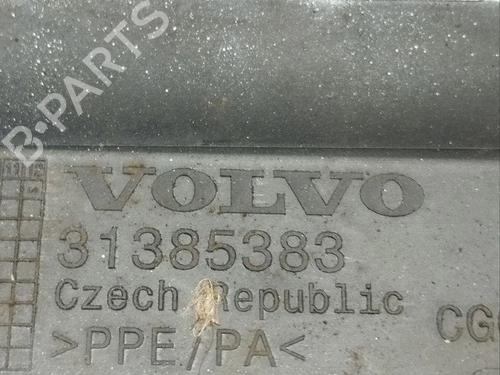 B-PARTS
VOLVO
31385383
Czech Republic
>PPE/PA<